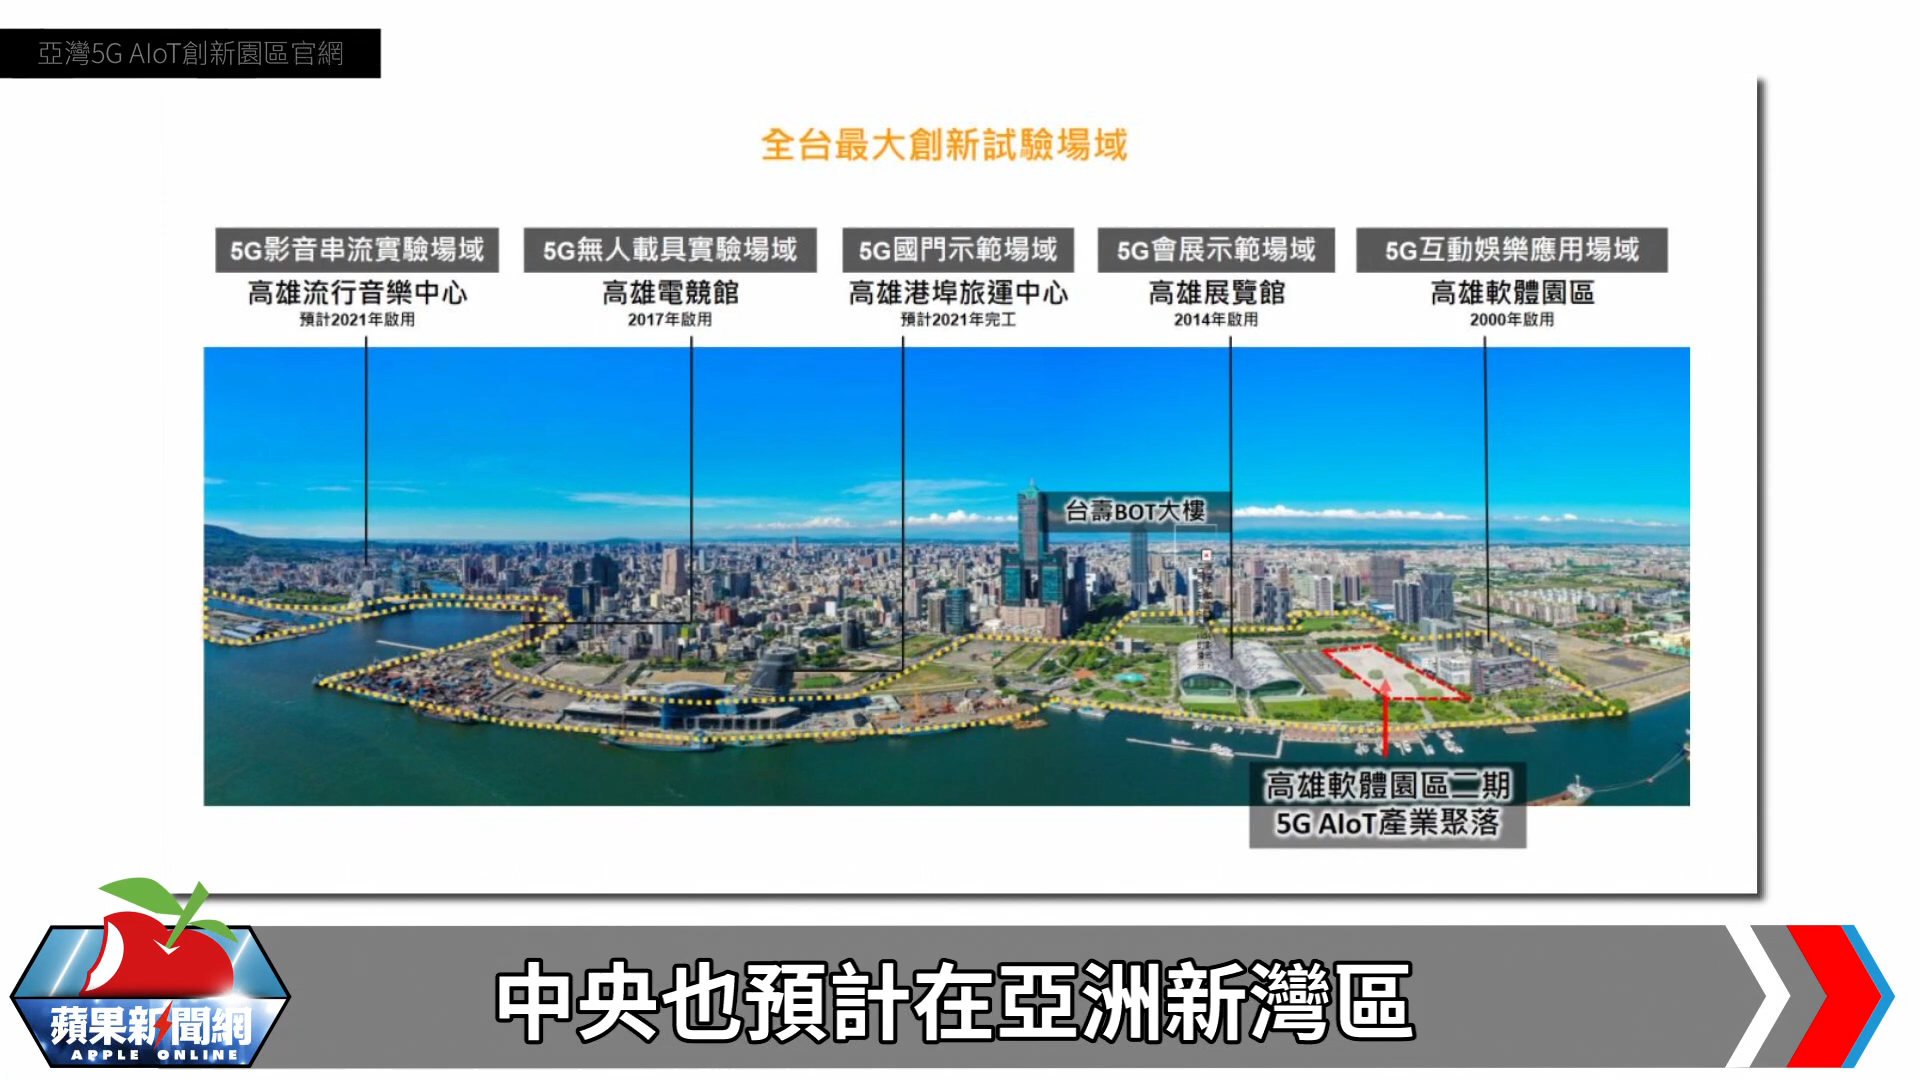 亞灣5G AIoT創新園區官網
全台最大創新試驗場域
5G影音串流實驗場域
高雄流行音樂中心
預計2021年啟用
5G無人載具實驗場域
高雄電競館
2017年啟用
5G國門示範場域
高雄港埠旅運中心
預計2021年完工
5G會展示範場域
高雄展覽館
2014年啟用
5G互動娛樂應用場域
高雄軟體園區
2000年啟用
台壽BOT大樓
高雄軟體園區二期
5G AIoT產業聚落
中央也預計在亞洲新灣區
蘋果新聞網
APPLE ONLINE